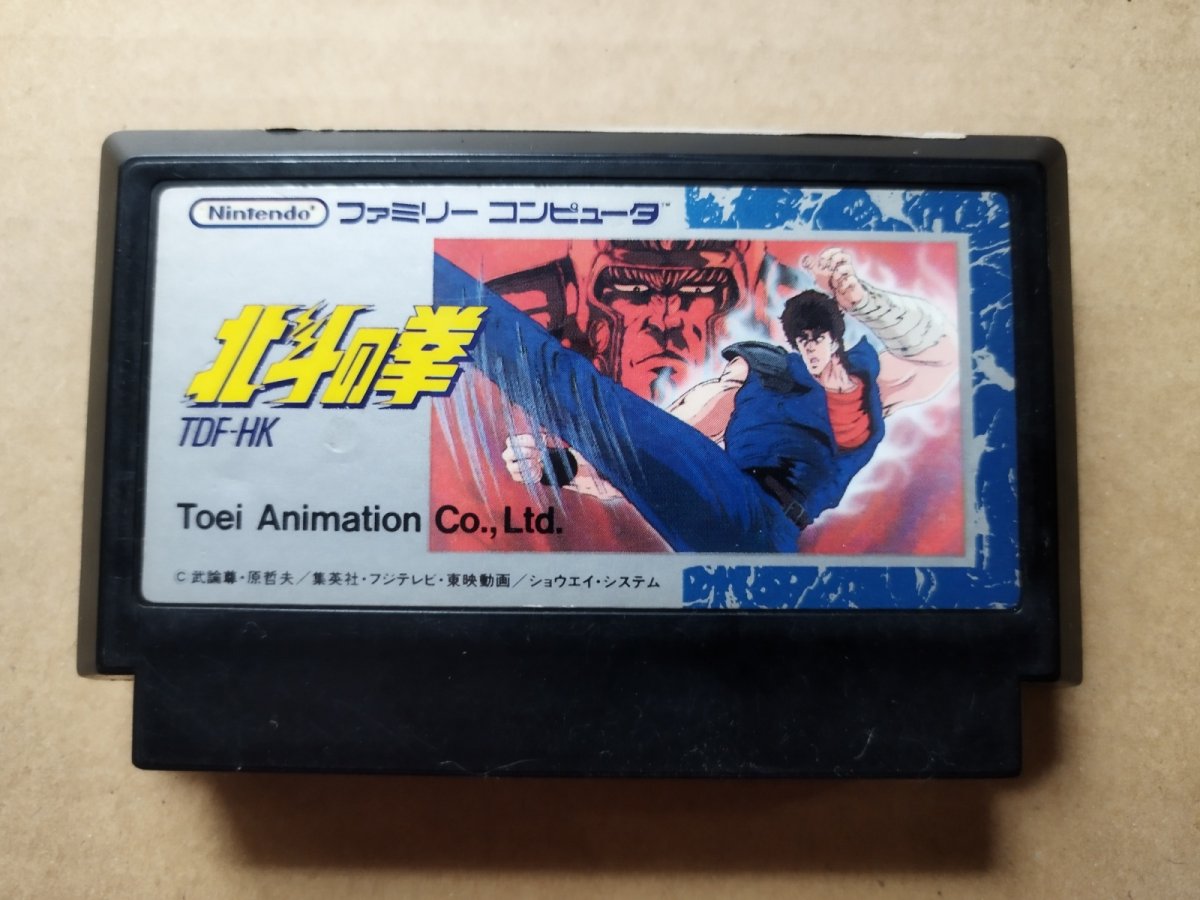 Nintendo ファミリー コンピュータ™
北斗の拳
TDF-HK
Toei Animation Co., Ltd.
C 武論尊・原哲夫／集英社・フジテレビ・東映動画／ショウエイ・システム